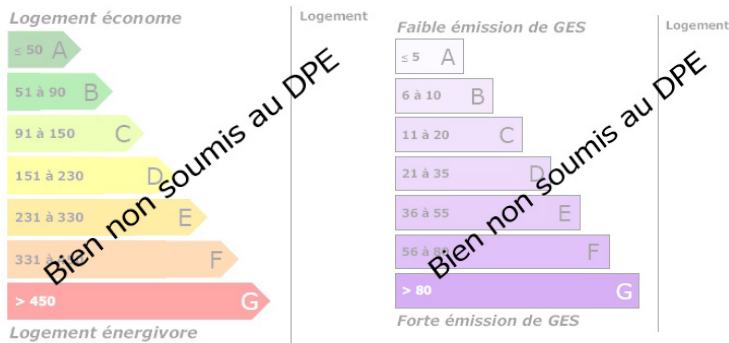 Logement économe
Logement
≤ 50 A
51 à 90 B
91 à 150 C
151 à 230 D
231 à 330 E
331 F
> 450 G
Logement énergivore
Bien non soumis au DPE
Faible émission de GES
Logement
≤ 5 A
6 à 10 B
11 à 20 C
21 à 35 D
36 à 55 E
56 à 80 F
> 80 G
Forte émission de GES
Bien non soumis au DPE